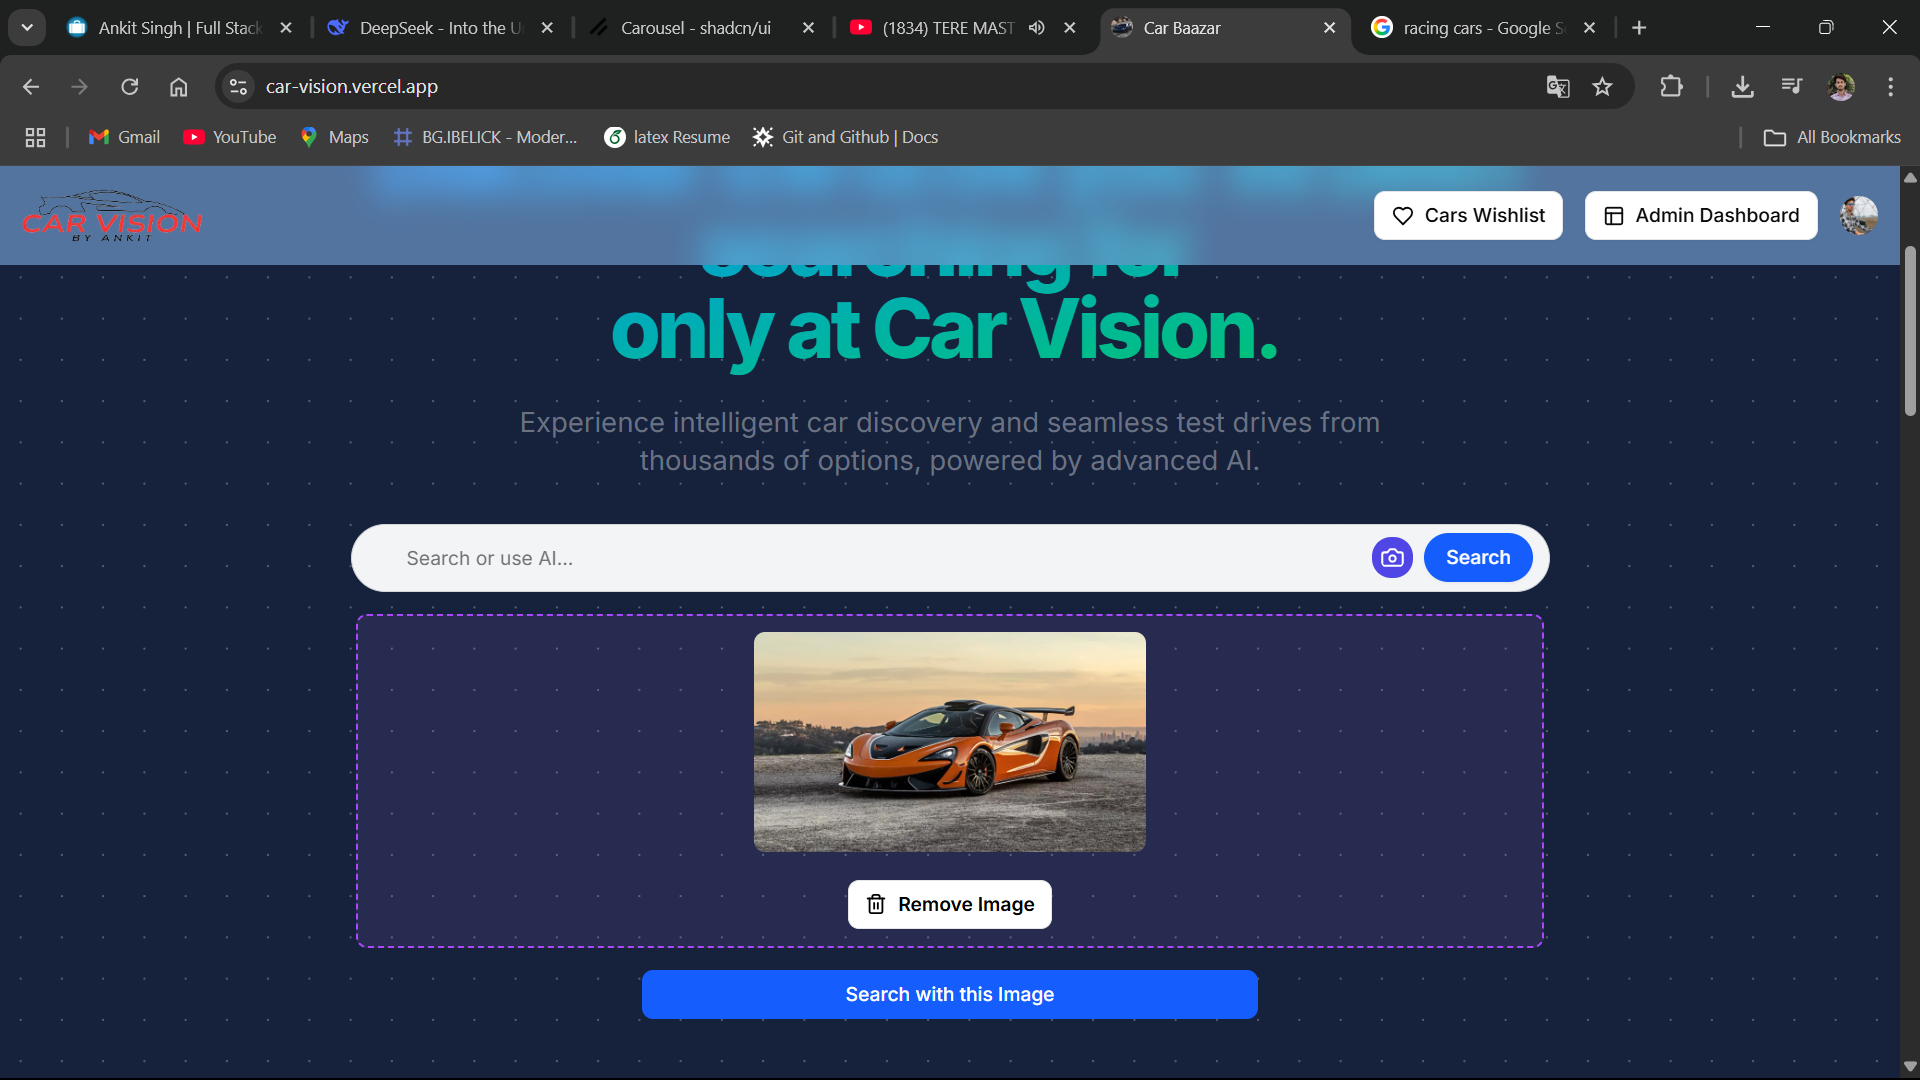 Ankit Singh | Full Stack
DeepSeek - Into the U
Carousel - shadcn/ui
(1834) TERE MAST
Car Baazar
racing cars - Google S
car-vision.vercel.app
Gmail
YouTube
Maps
BG.IBELICK - Moder...
latex Resume
Git and Github | Docs
All Bookmarks
CAR VISION
BY ANKIT
Cars Wishlist
Admin Dashboard
searching for
only at Car Vision.
Experience intelligent car discovery and seamless test drives from
thousands of options, powered by advanced AI.
Search or use AI...
Search
Remove Image
Search with this Image